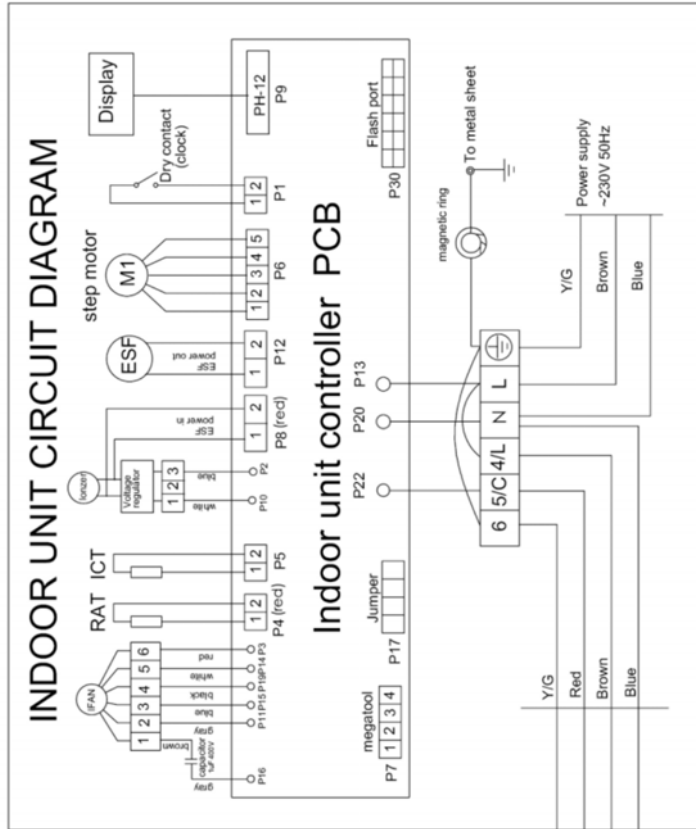 INDOOR UNIT CIRCUIT DIAGRAM
IFAN
1 2 3 4 5 6
brown
capacitor
1uF 400V
gray
gray
blue
black
white
red
P16
P11 P15 P19 P14 P3
RAT
1 2
P4 (red)
ICT
1 2
P5
Ionzer
Voltage
regulator
1 2 3
white
blue
P10
P2
ESF
power in
1 2
P8 (red)
ESF
ESF
power out
1 2
P12
step motor
M1
1 2 3 4 5
P6
Dry contact
(clock)
1 2
P1
Display
PH-12
P9
Indoor unit controller PCB
megatool
P7 1 2 3 4
Jumper
P17
P22
P20
P13
Flash port
P30
magnetic ring
To metal sheet
6 5/C 4/L N L
Y/G
Red
Brown
Blue
Power supply
~230V 50Hz
Y/G
Brown
Blue